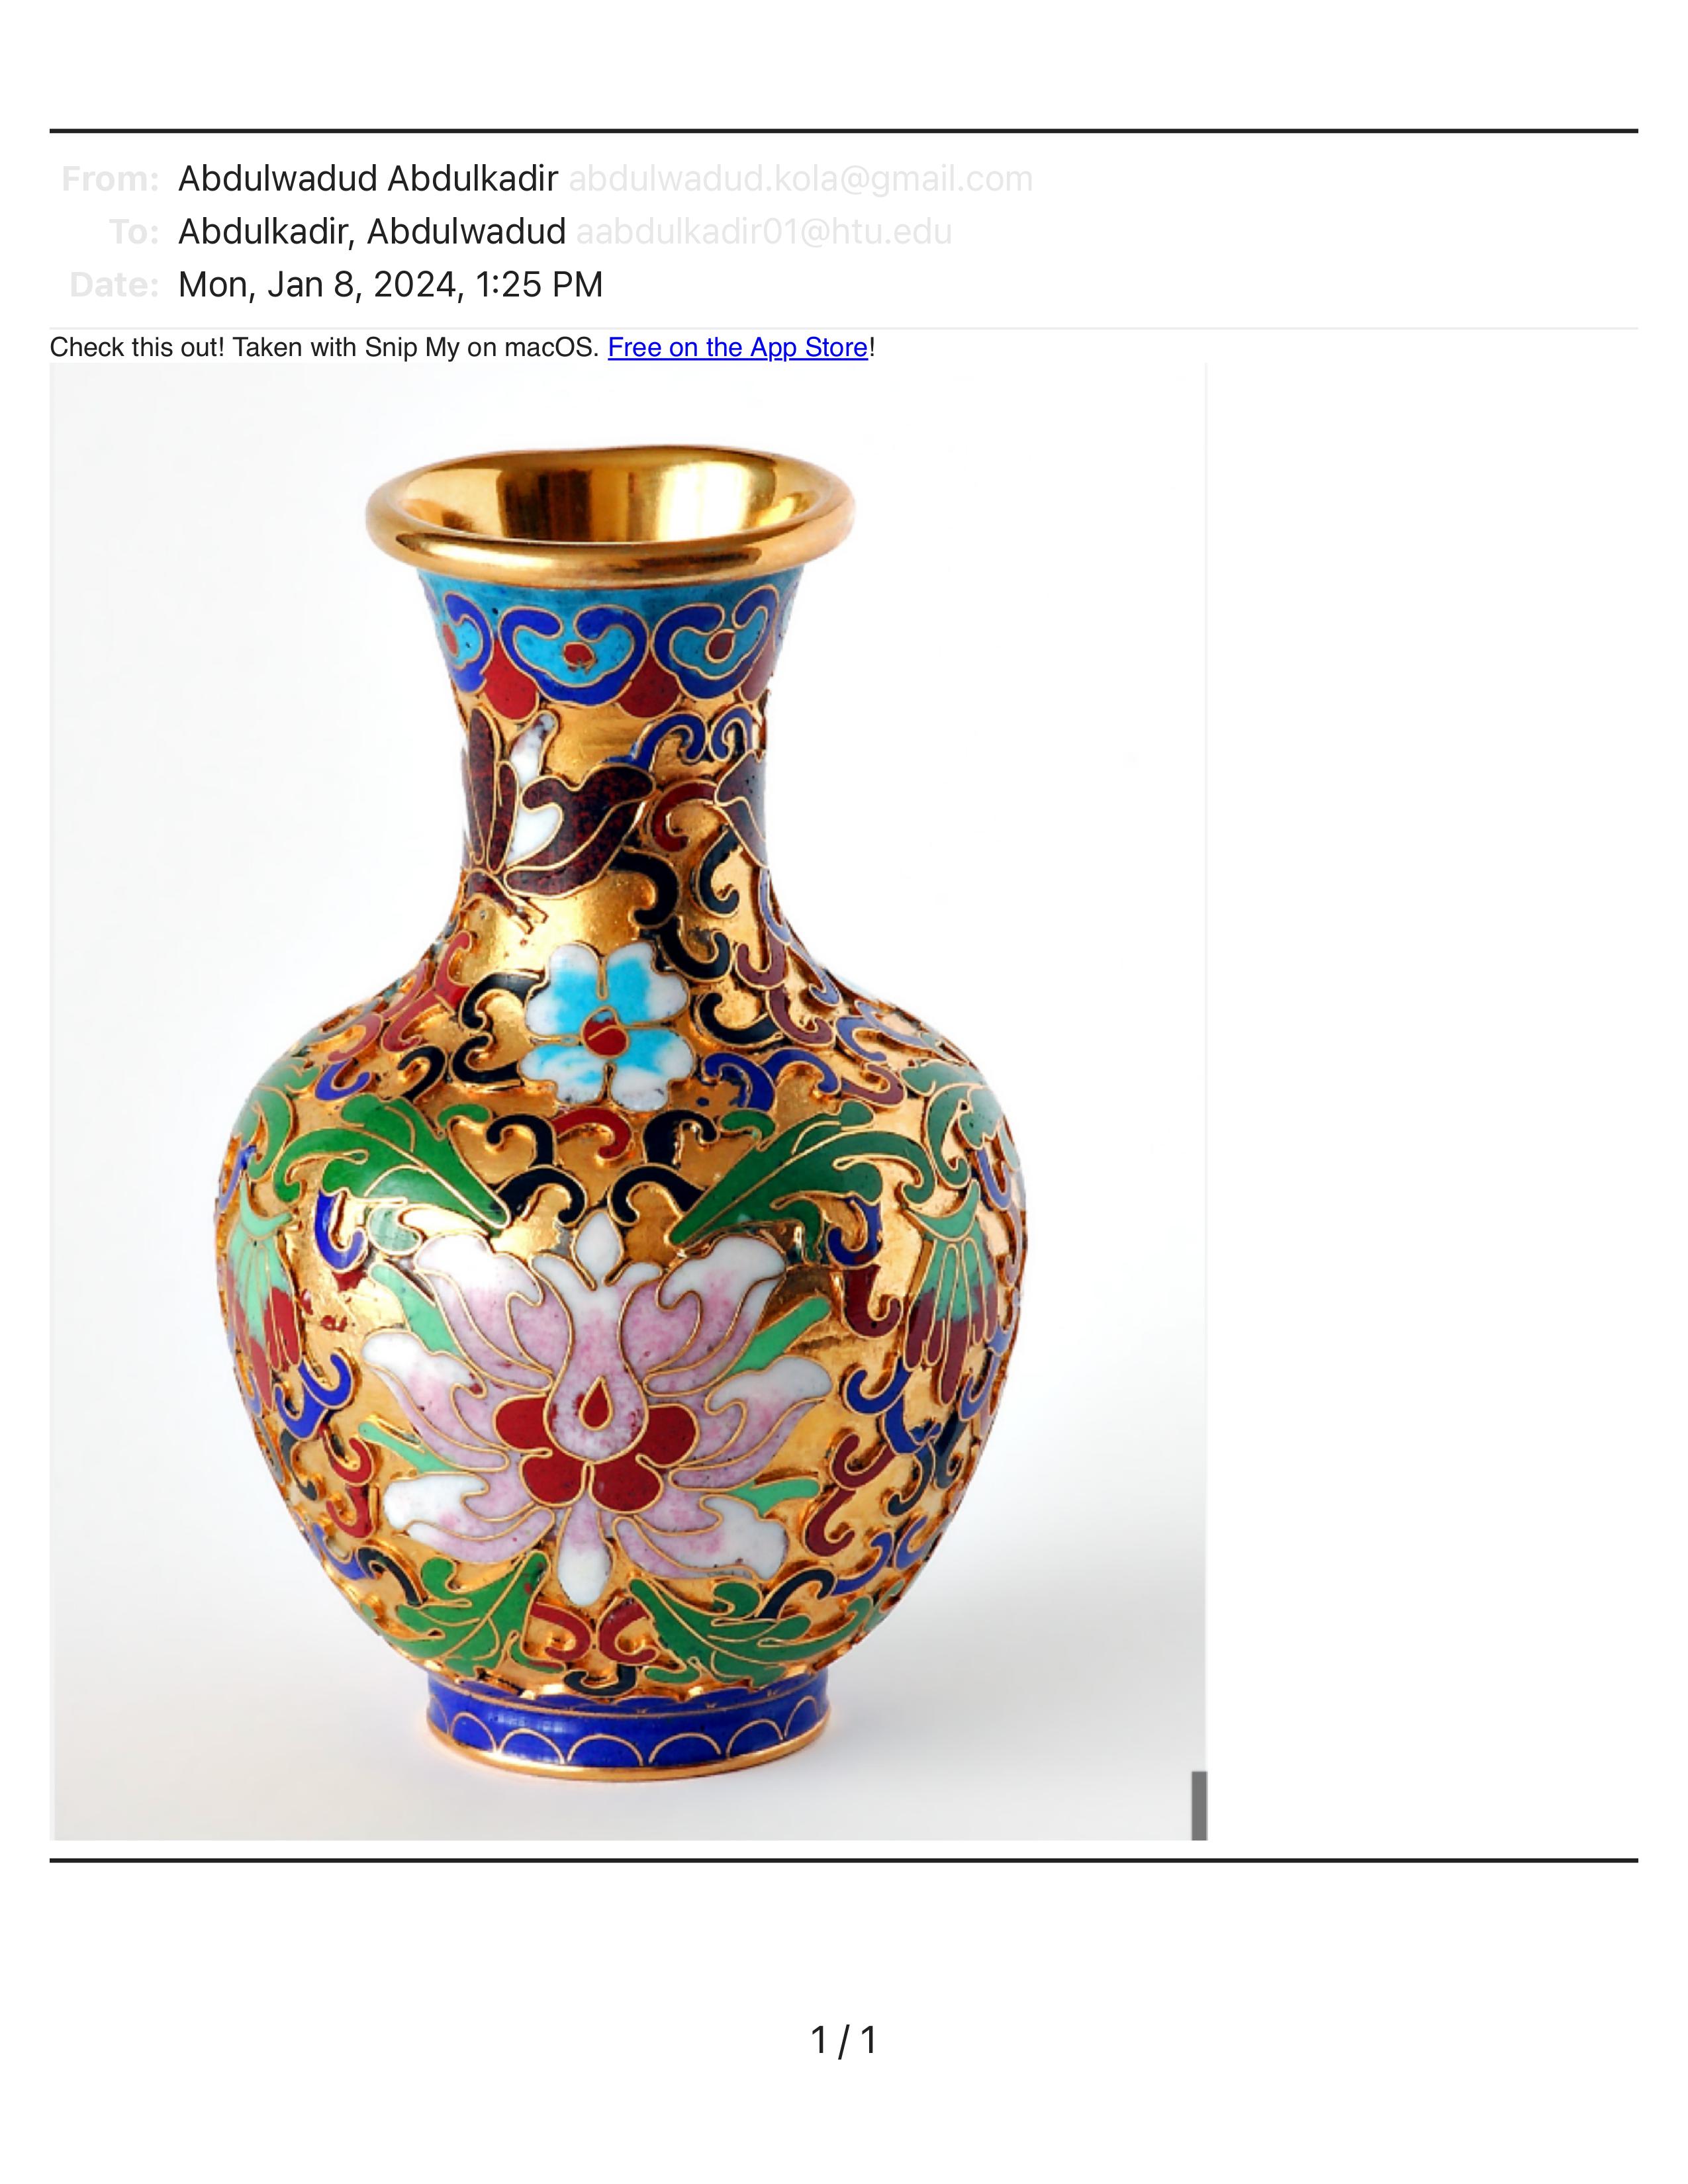 From: Abdulwadud Abdulkadir abdulwadud.kola@gmail.com
To: Abdulkadir, Abdulwadud aabdulkadir01@htu.edu
Date: Mon, Jan 8, 2024, 1:25 PM
Check this out! Taken with Snip My on macOS. Free on the App Store!
1 / 1